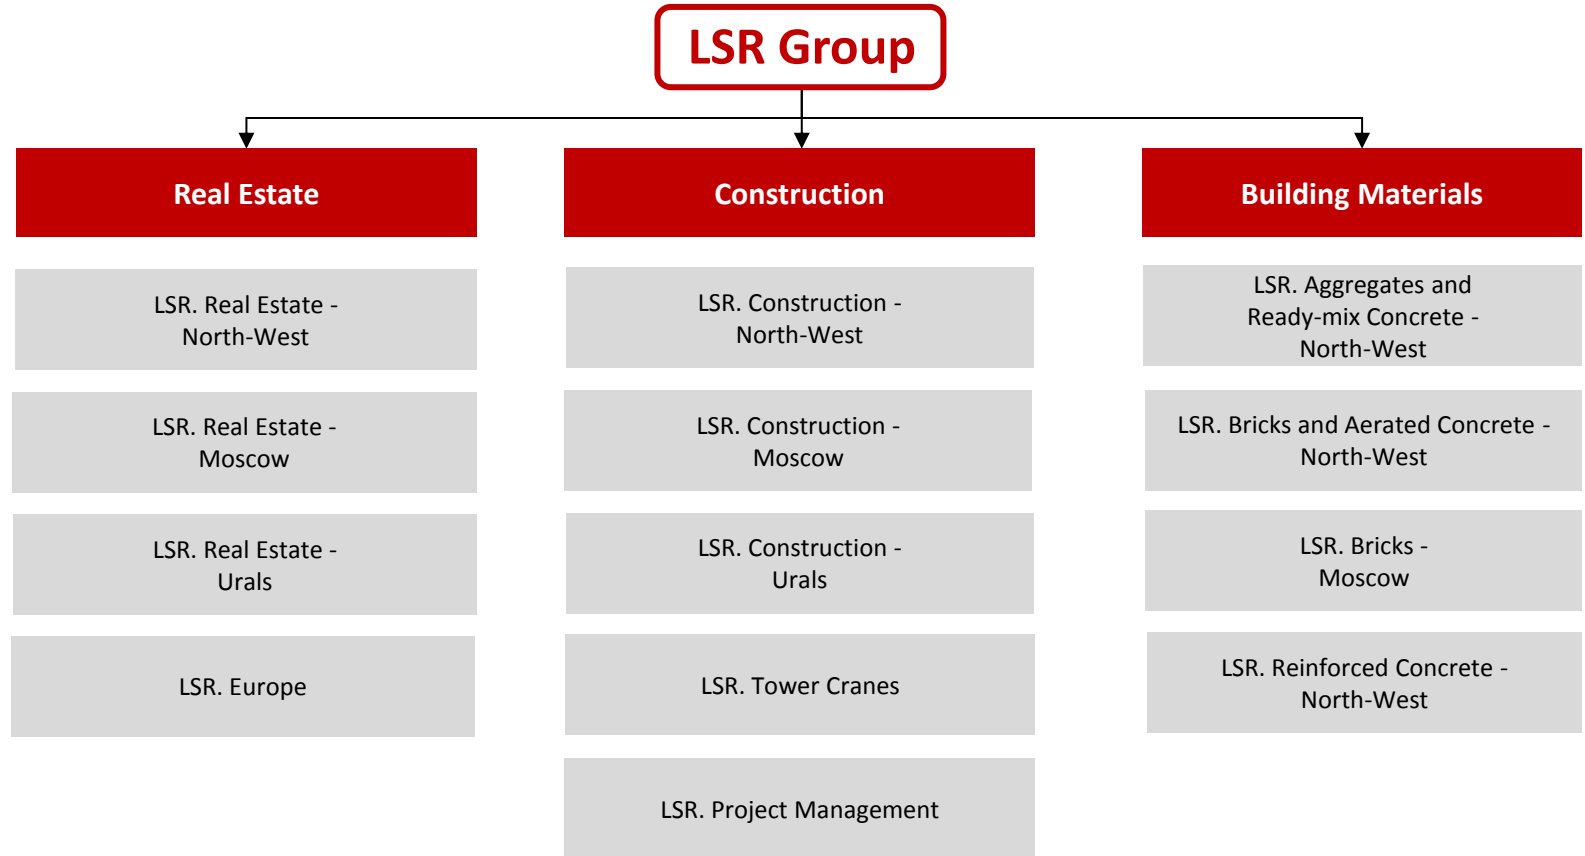 LSR Group
Real Estate
Construction
Building Materials
LSR. Real Estate -
North-West
LSR. Real Estate -
Moscow
LSR. Real Estate -
Urals
LSR. Europe
LSR. Construction -
North-West
LSR. Construction -
Moscow
LSR. Construction -
Urals
LSR. Tower Cranes
LSR. Project Management
LSR. Aggregates and
Ready-mix Concrete -
North-West
LSR. Bricks and Aerated Concrete -
North-West
LSR. Bricks -
Moscow
LSR. Reinforced Concrete -
North-West